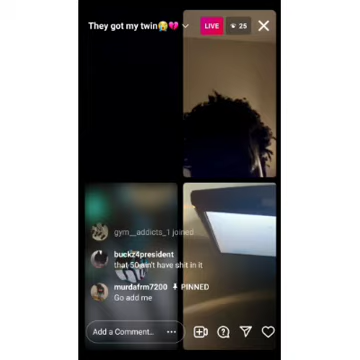 They got my twin😭💔
LIVE
25
gym__addicts_1 joined
buckz4president
that 50 ain't have shit in it
murdafrm7200 PINNED
Go add me
Add a Comment...